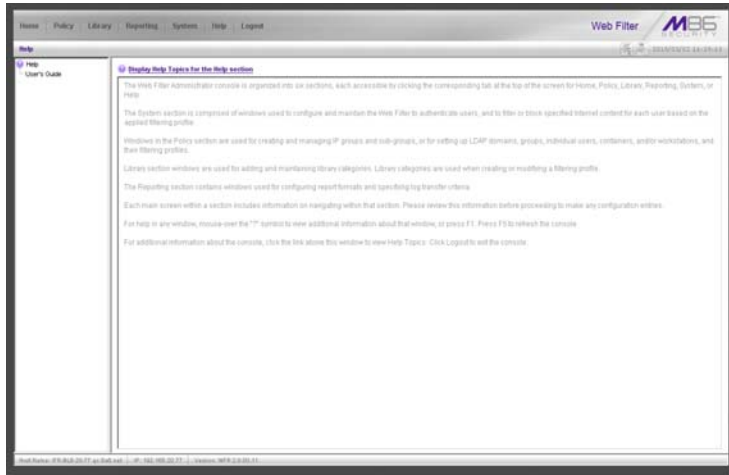 Home Policy Library Reporting System Help Logout
Web Filter
M86
SECURITY
Help
Help
User's Guide
Display Help Topics for the Help section
The Web Filter Administrator console is organized into six sections, each accessible by clicking the corresponding tab at the top of the screen for Home, Policy, Library, Reporting, System, or
Help.
The System section is comprised of windows used to configure and maintain the Web Filter to authenticate users, and to filter or block specified Internet content for each user based on the
applied filtering profile.
Windows in the Policy section are used for creating and managing IP groups and sub-groups, or for setting up LDAP domains, groups, individual users, containers, and/or workstations, and
their filtering profiles.
Library section windows are used for adding and maintaining library categories. Library categories are used when creating or modifying a filtering profile.
The Reporting section contains windows used for configuring report formats and specifying log transfer criteria.
Each main screen within a section includes information on navigating within that section. Please review this information before proceeding to make any configuration entries.
For help in any window, mouse-over the "?" symbol to view additional information about that window, or press F1. Press F5 to refresh the console.
For additional information about the console, click the link above this window to view Help Topics. Click Logout to exit the console.
Host Name: IP: Version: